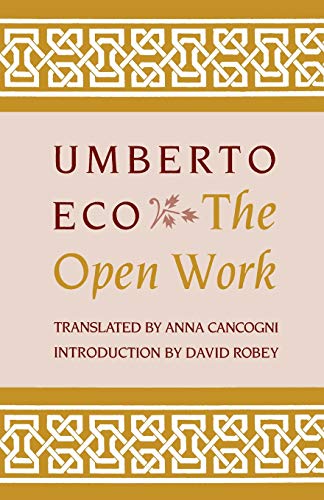 UMBERTO
ECO The
Open Work
TRANSLATED BY ANNA CANCOGNI
INTRODUCTION BY DAVID ROBEY